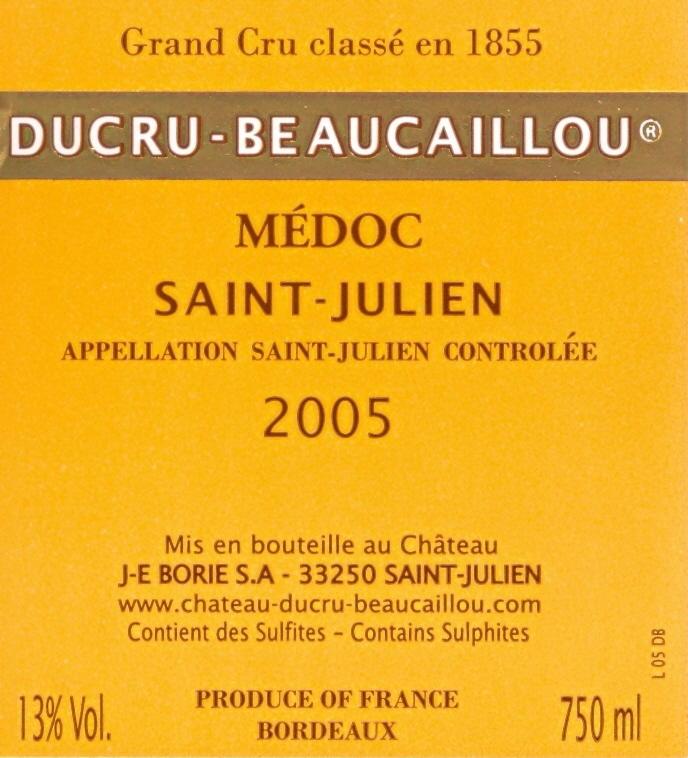 Grand Cru classé en 1855
DUCRU-BEAUCAILLOU®
MÉDOC
SAINT-JULIEN
APPELLATION SAINT-JULIEN CONTROLÉE
2005
Mis en bouteille au Château
J-E BORIE S.A - 33250 SAINT-JULIEN
www.chateau-ducru-beaucaillou.com
Contient des Sulfites - Contains Sulphites
L 05 DB
13% Vol.
PRODUCE OF FRANCE
BORDEAUX
750 ml